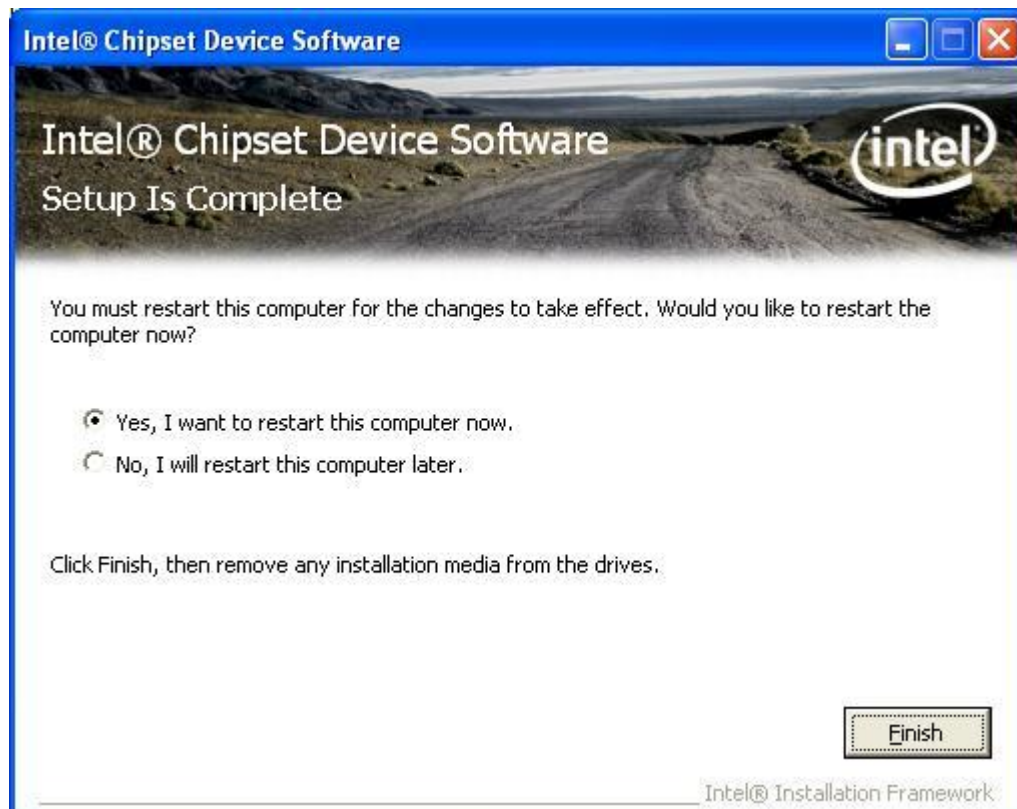 Intel® Chipset Device Software
Intel® Chipset Device Software
intel
Setup Is Complete
You must restart this computer for the changes to take effect. Would you like to restart the
computer now?
Yes, I want to restart this computer now.
No, I will restart this computer later.
Click Finish, then remove any installation media from the drives.
Finish
Intel® Installation Framework